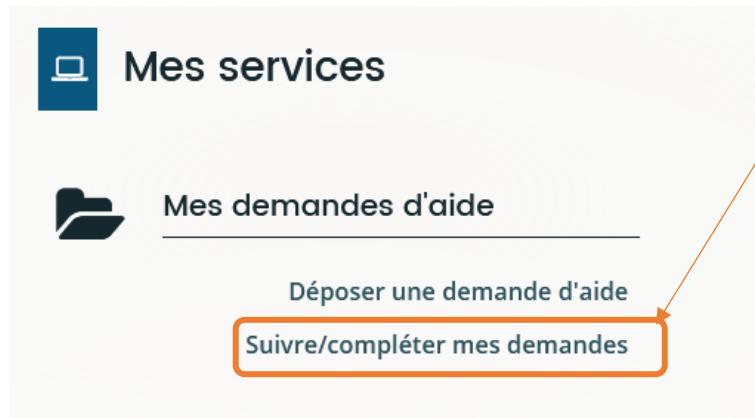 Mes services
Mes demandes d'aide
Déposer une demande d'aide
Suivre/compléter mes demandes